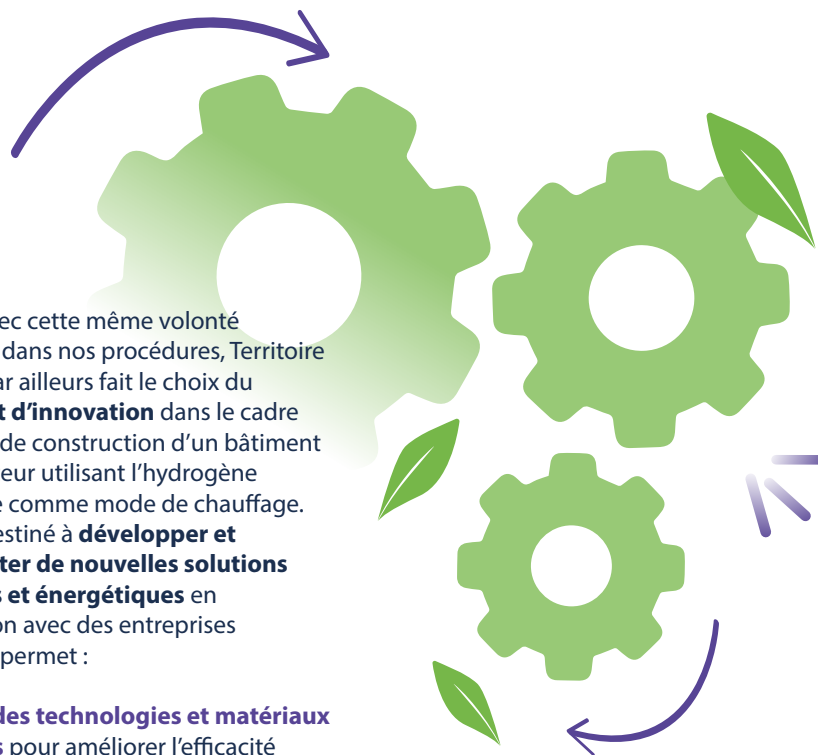 ec cette même volonté
dans nos procédures, Territoire
ar ailleurs fait le choix du
t d’innovation dans le cadre
de construction d’un bâtiment
eur utilisant l’hydrogène
e comme mode de chauffage.
estiné à développer et
ter de nouvelles solutions
s et énergétiques en
on avec des entreprises
permet :
des technologies et matériaux
s pour améliorer l’efficacité